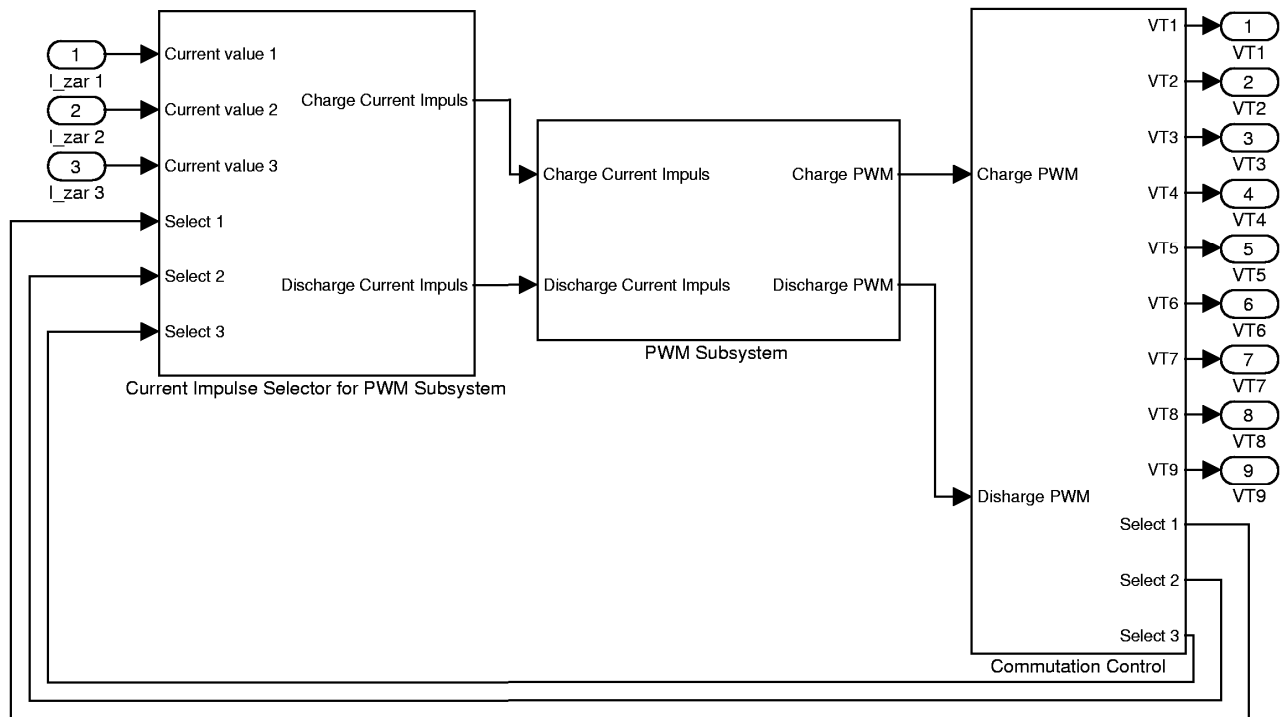 1
I_zar 1
2
I_zar 2
3
I_zar 3
Current value 1
Current value 2
Current value 3
Select 1
Select 2
Select 3
Charge Current Impuls
Discharge Current Impuls
Current Impulse Selector for PWM Subsystem
Charge Current Impuls
Discharge Current Impuls
Charge PWM
Discharge PWM
PWM Subsystem
Charge PWM
Disharge PWM
VT1
VT2
VT3
VT4
VT5
VT6
VT7
VT8
VT9
Select 1
Select 2
Select 3
Commutation Control
1
VT1
2
VT2
3
VT3
4
VT4
5
VT5
6
VT6
7
VT7
8
VT8
9
VT9